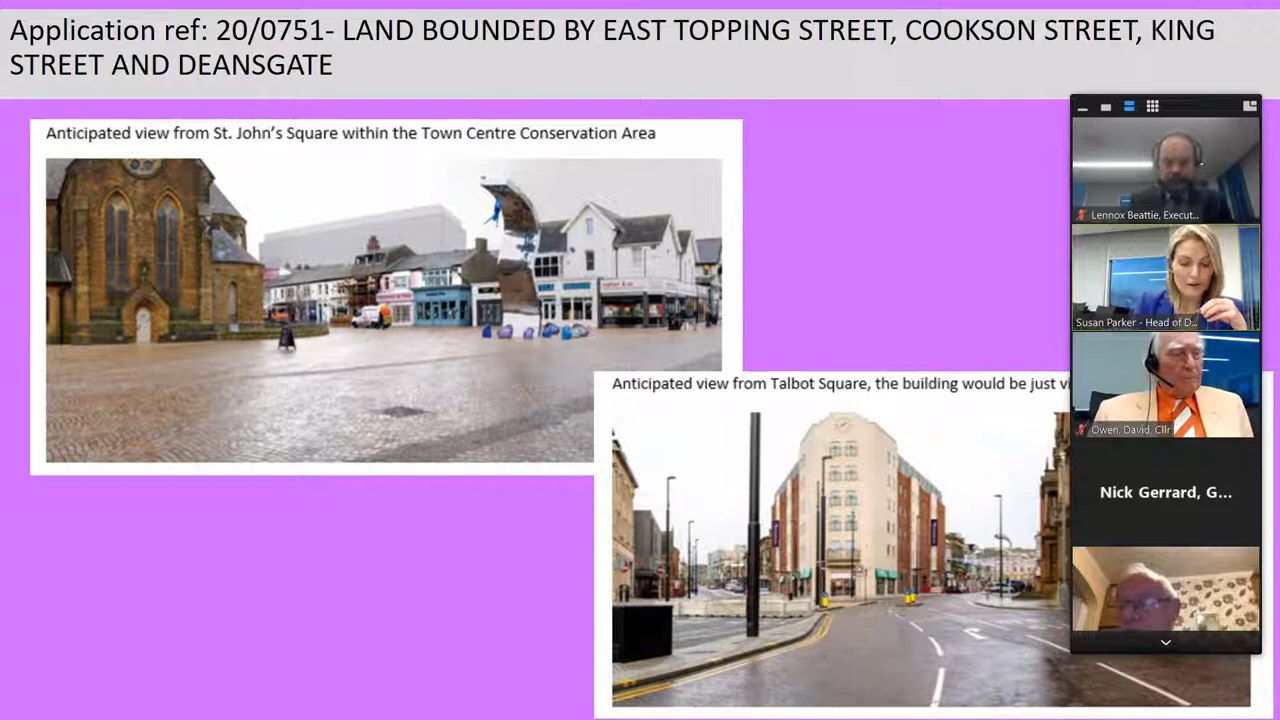 Application ref: 20/0751- LAND BOUNDED BY EAST TOPPING STREET, COOKSON STREET, KING
STREET AND DEANSGATE
Anticipated view from St. John's Square within the Town Centre Conservation Area
Anticipated view from Talbot Square, the building would be just vi
Lennox Beattie, Execut...
Susan Parker - Head of D...
Owen, David, Cllr
Nick Gerrard, G...